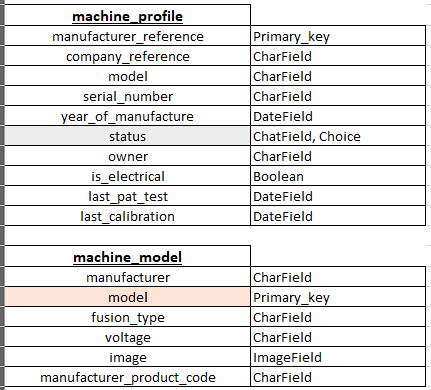 machine_profile
manufacturer_reference Primary_key
company_reference CharField
model CharField
serial_number CharField
year_of_manufacture DateField
status ChatField, Choice
owner CharField
is_electrical Boolean
last_pat_test DateField
last_calibration DateField
machine_model
manufacturer CharField
model Primary_key
fusion_type CharField
voltage CharField
image ImageField
manufacturer_product_code CharField